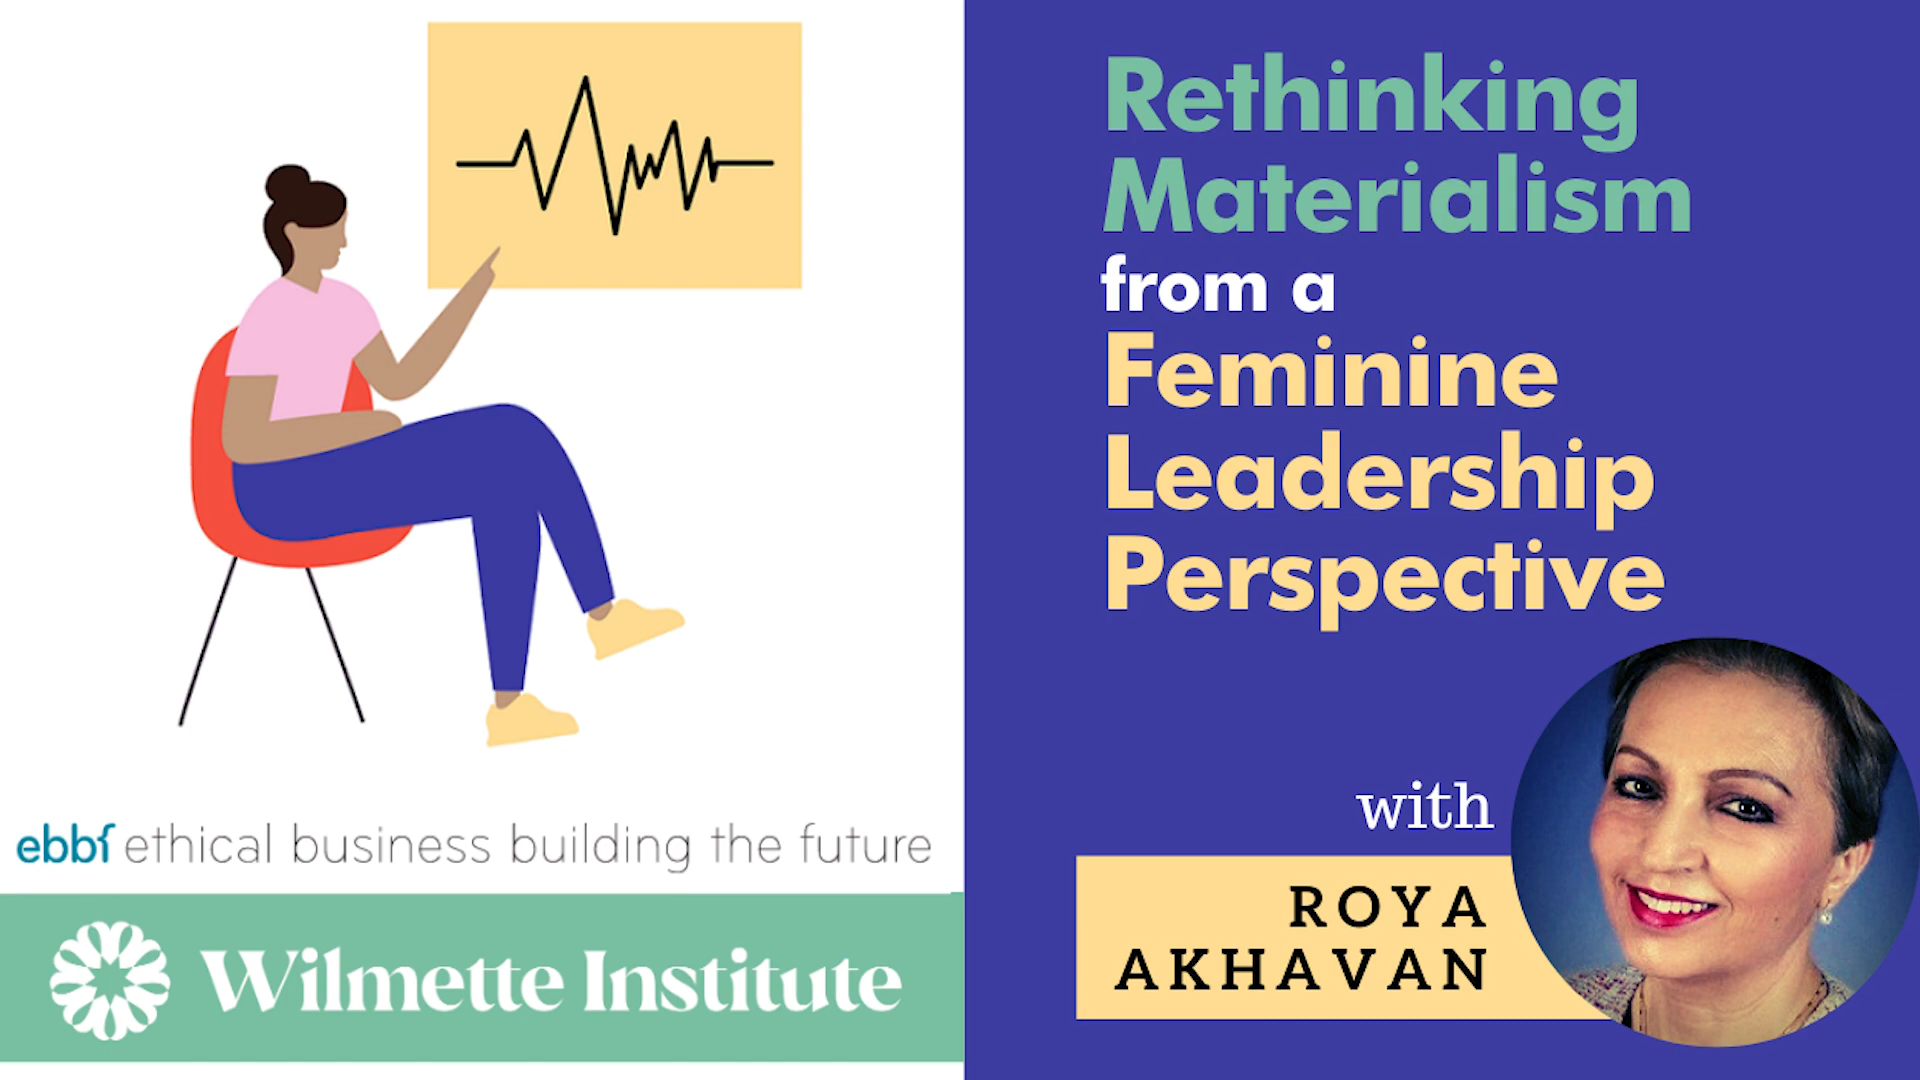 ebbf ethical business building the future
Wilmette Institute
Rethinking
Materialism
from a
Feminine
Leadership
Perspective
with
ROYA
AKHAVAN